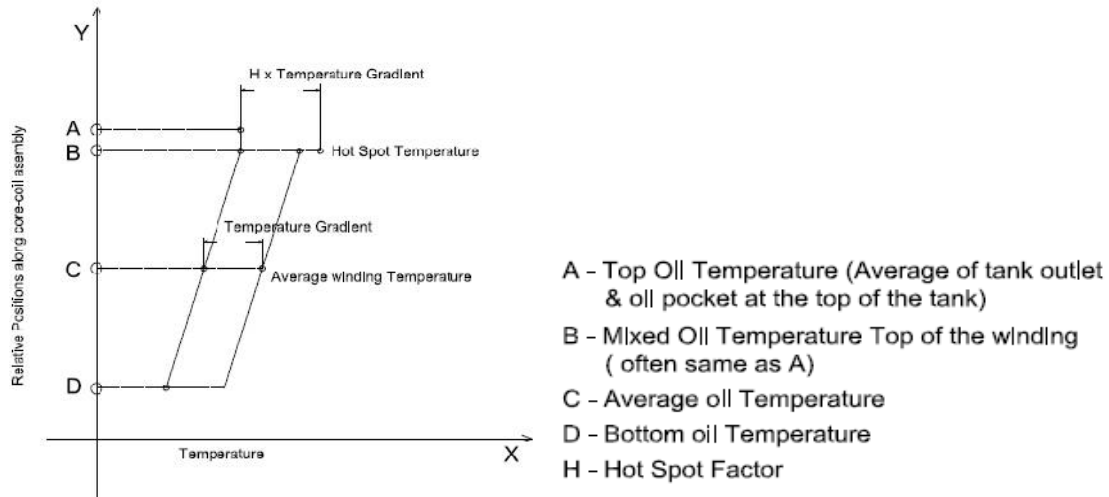 Y
H x Temperature Gradient
A
B
Hot Spot Temperature
Relative Positions along core-coil asembly
Temperature Gradient
C
Average winding Temperature
D
Temperature
X
A - Top Oil Temperature (Average of tank outlet
& oil pocket at the top of the tank)
B - Mixed Oil Temperature Top of the winding
( often same as A)
C - Average oil Temperature
D - Bottom oil Temperature
H - Hot Spot Factor